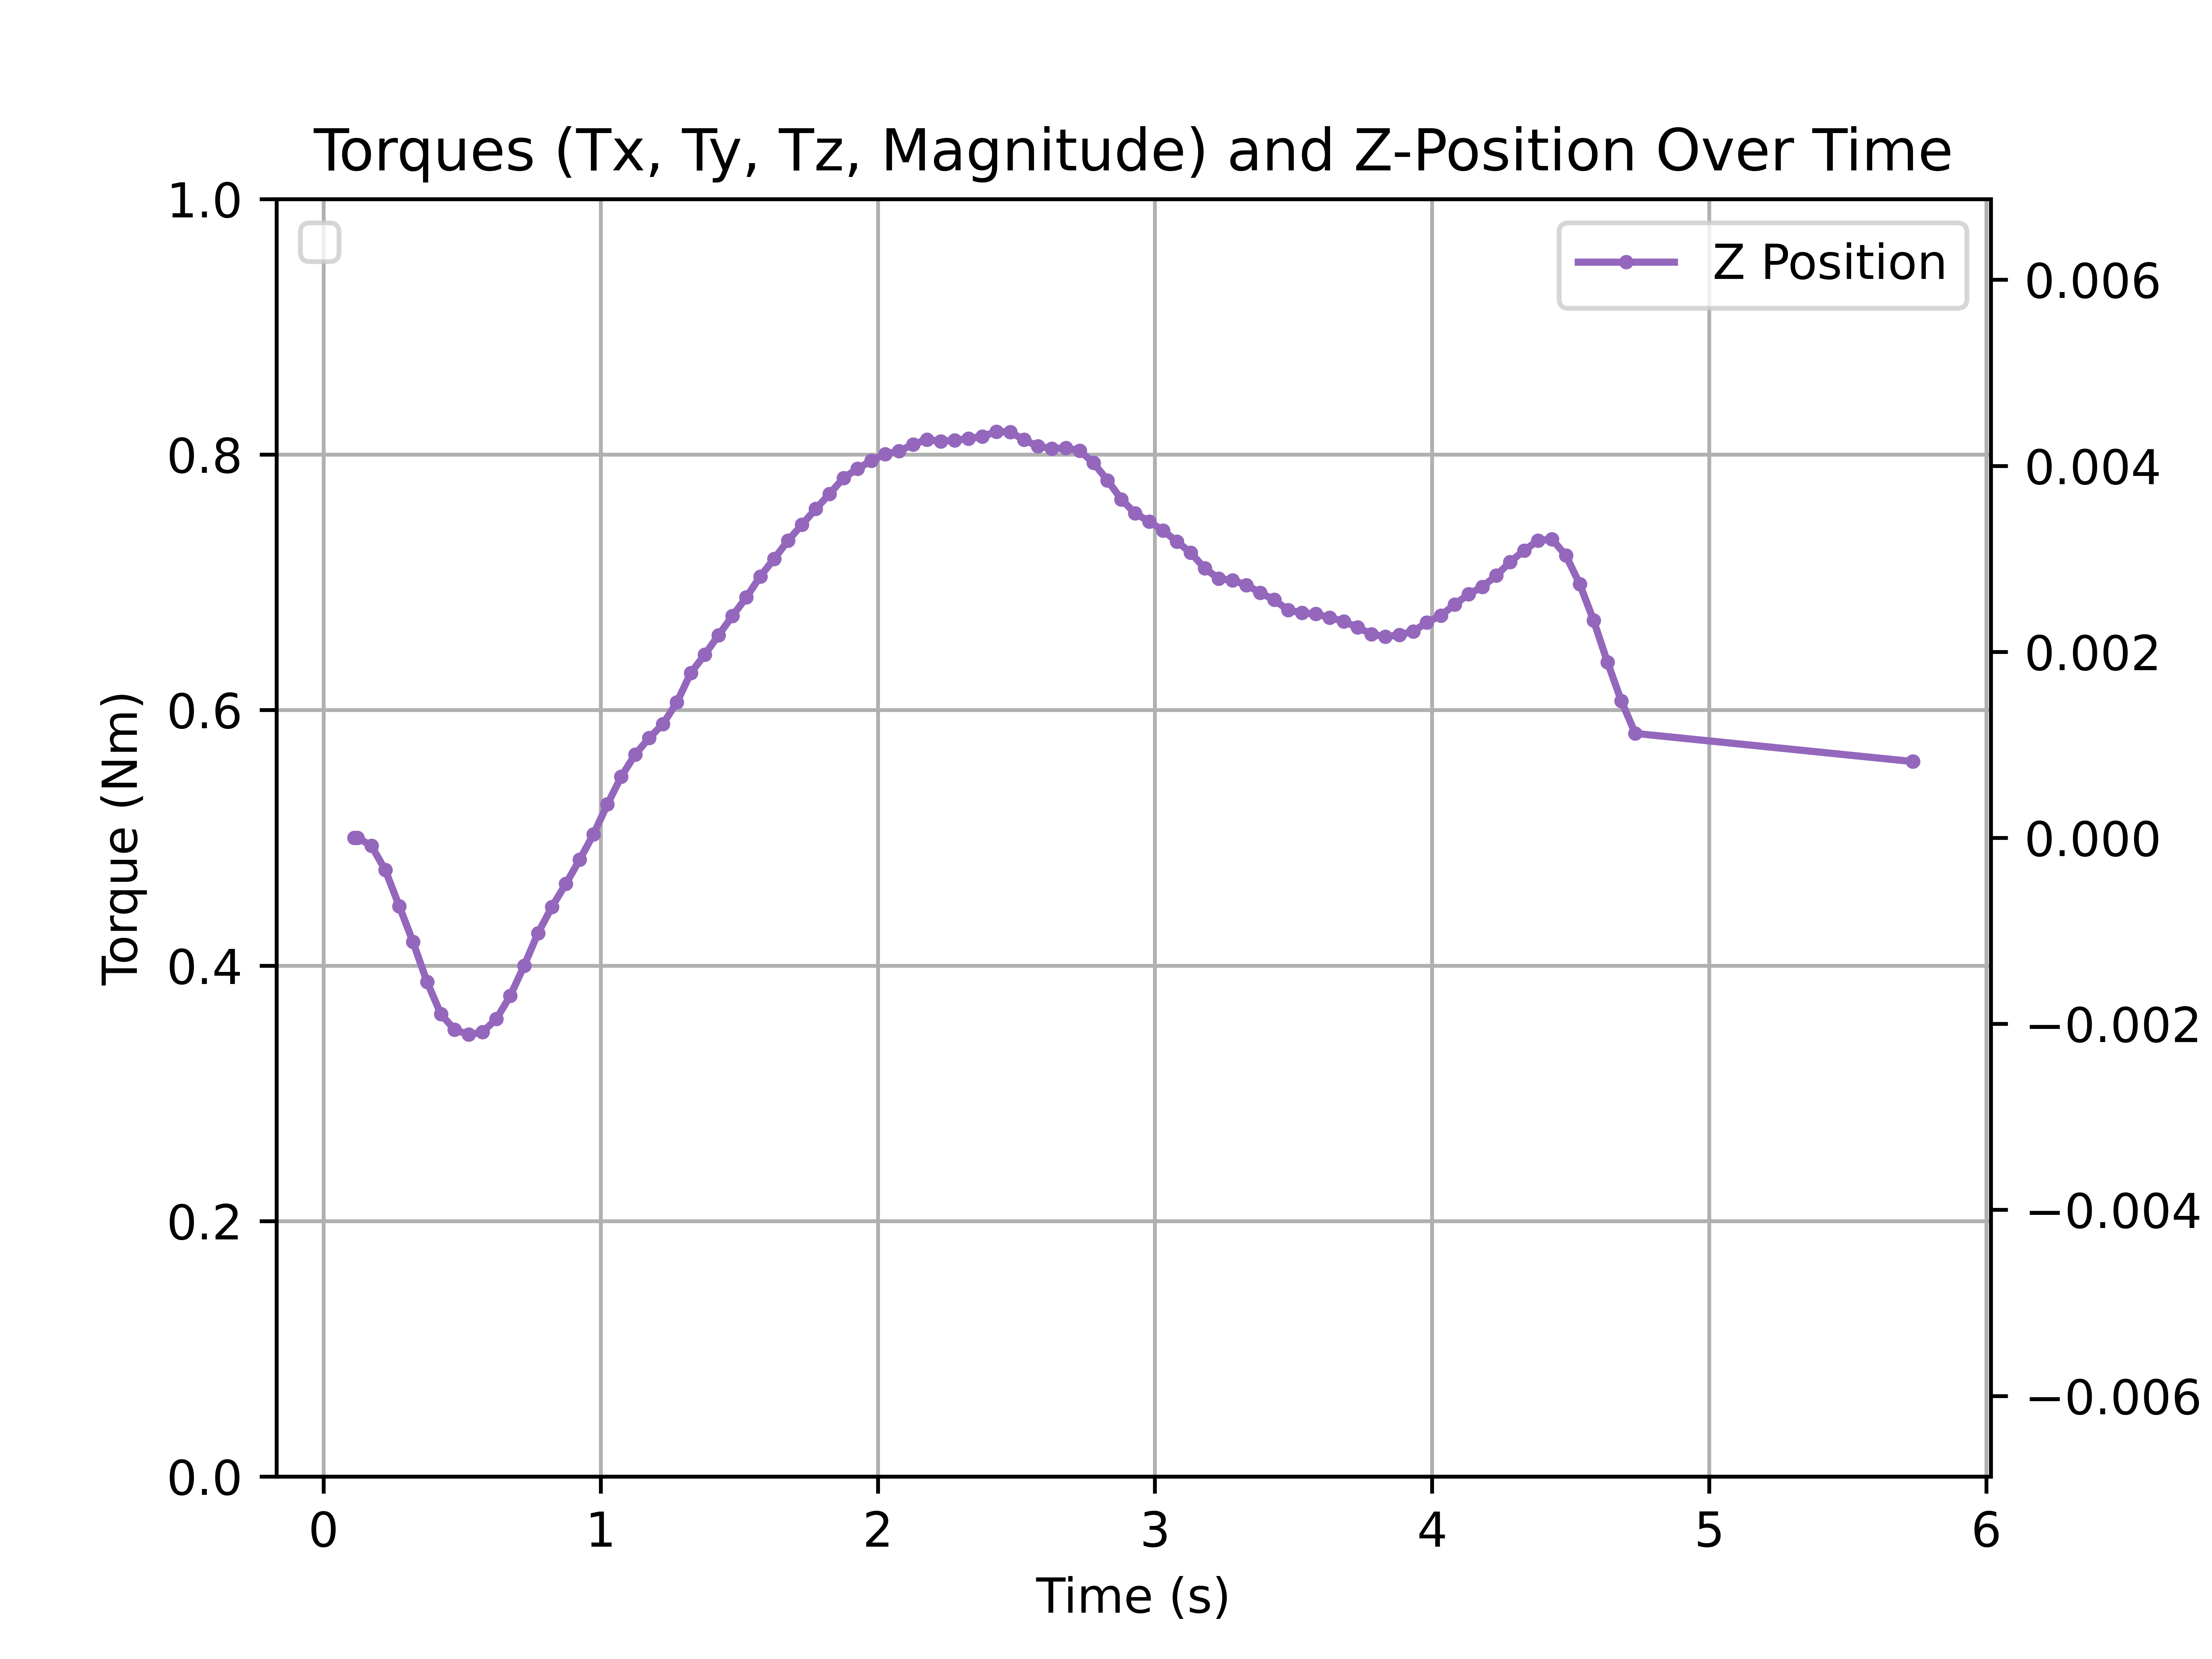 Torques (Tx, Ty, Tz, Magnitude) and Z-Position Over Time
1.0
0.8
0.6
0.4
0.2
0.0
Torque (Nm)
Z Position
0.006
0.004
0.002
0.000
−0.002
−0.004
−0.006
0 1 2 3 4 5 6
Time (s)